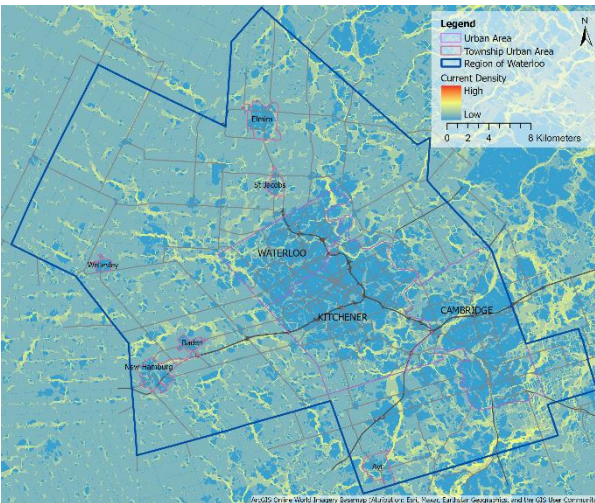 Legend
N
Urban Area
Township Urban Area
Region of Waterloo
Current Density
High
Low
0 2 4 8 Kilometers
Elmira
St Jacobs
WATERLOO
Wellesley
CAMBRIDGE
KITCHENER
Baden
New Hamburg
Ayr
ArcGIS Online World Imagery Basemap (Attribution: Esri, Maxar, Earthstar Geographics, and the GIS User Communit